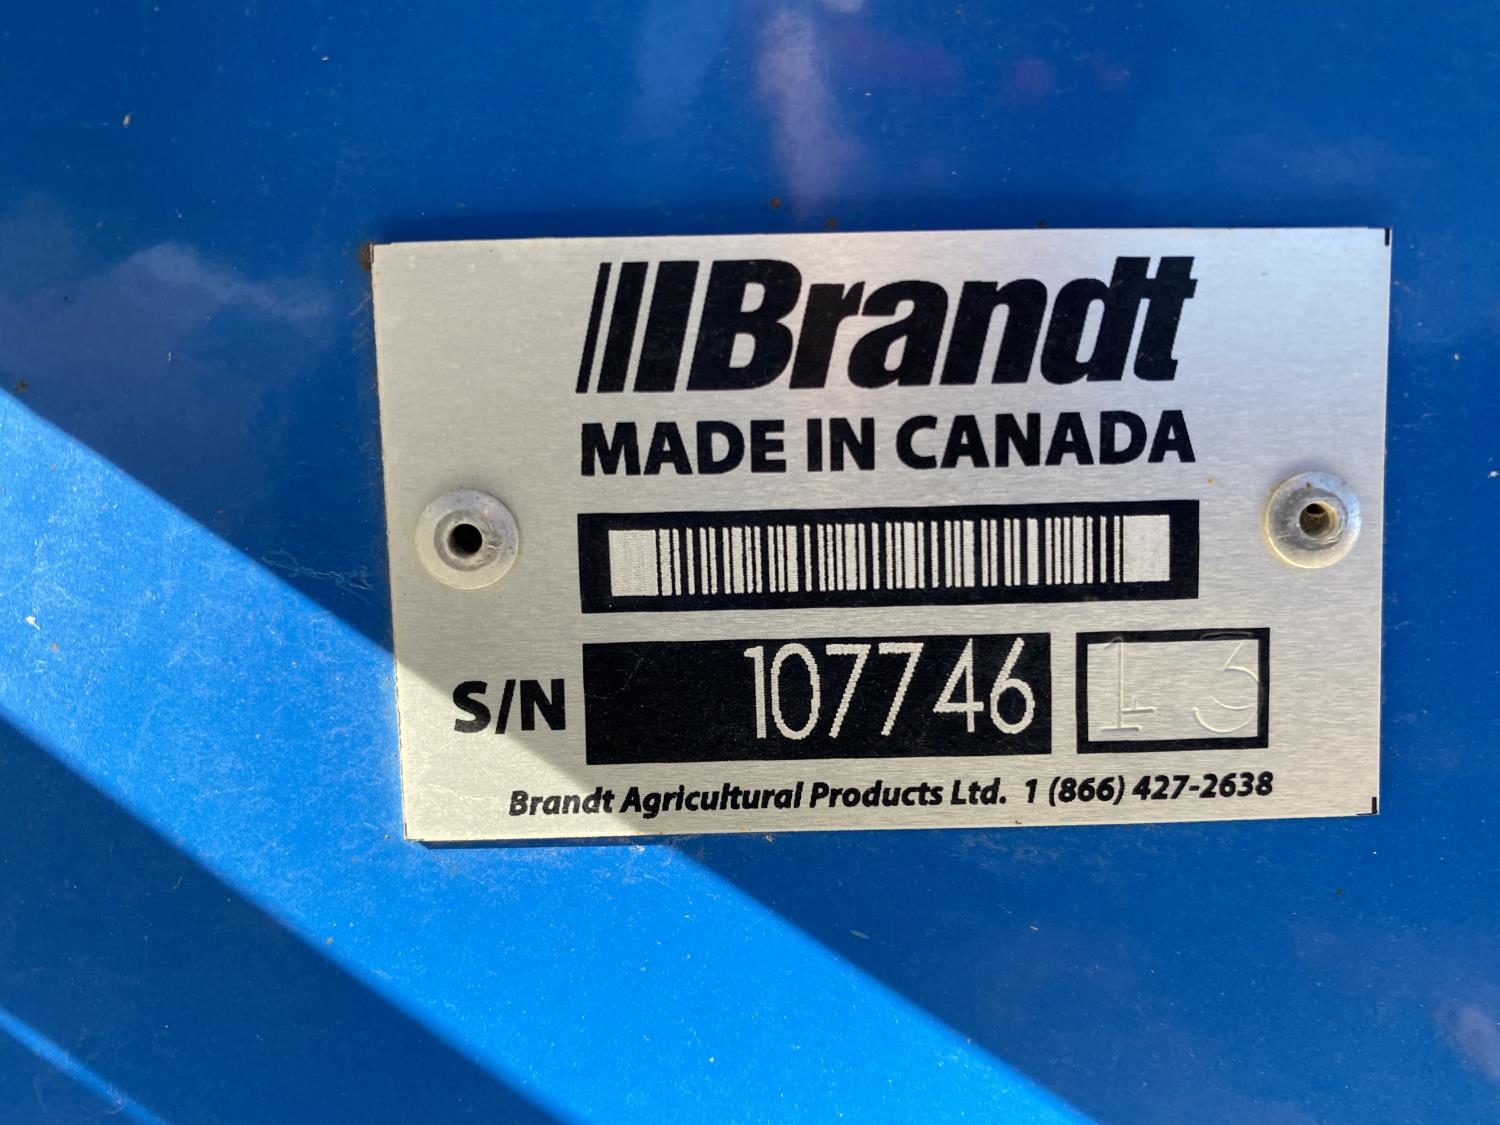 Brandt
MADE IN CANADA
S/N 107746 13
Brandt Agricultural Products Ltd. 1 (866) 427-2638